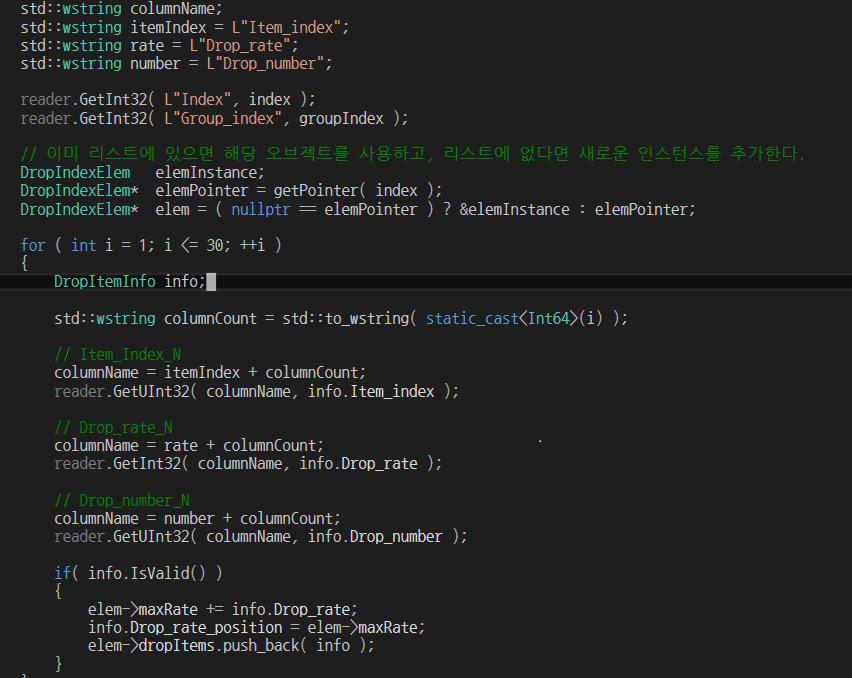 std::wstring columnName;
std::wstring itemIndex = L"Item_index";
std::wstring rate = L"Drop_rate";
std::wstring number = L"Drop_number";
reader.GetInt32( L"Index", index );
reader.GetInt32( L"Group_index", groupIndex );
// 이미 리스트에 있으면 해당 오브젝트를 사용하고, 리스트에 없다면 새로운 인스턴스를 추가한다.
DropIndexElem   elemInstance;
DropIndexElem*  elemPointer = getPointer( index );
DropIndexElem*  elem = ( nullptr == elemPointer ) ? &elemInstance : elemPointer;
for ( int i = 1; i <= 30; ++i )
{
    DropItemInfo info;
    std::wstring columnCount = std::to_wstring( static_cast<Int64>(i) );
    // Item_Index_N
    columnName = itemIndex + columnCount;
    reader.GetUInt32( columnName, info.Item_index );
    // Drop_rate_N
    columnName = rate + columnCount;
    reader.GetInt32( columnName, info.Drop_rate );
    // Drop_number_N
    columnName = number + columnCount;
    reader.GetUInt32( columnName, info.Drop_number );
    if( info.IsValid() )
    {
        elem->maxRate += info.Drop_rate;
        info.Drop_rate_position = elem->maxRate;
        elem->dropItems.push_back( info );
    }